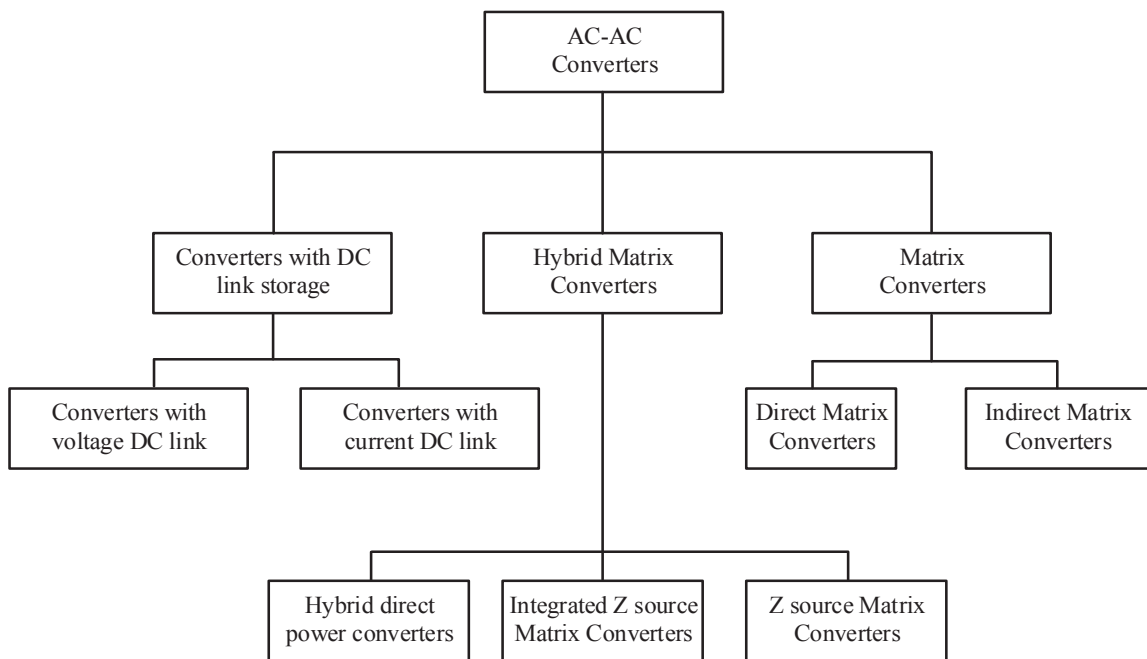 AC-AC
Converters
Converters with DC
link storage
Hybrid Matrix
Converters
Matrix
Converters
Converters with
voltage DC link
Converters with
current DC link
Direct Matrix
Converters
Indirect Matrix
Converters
Hybrid direct
power converters
Integrated Z source
Matrix Converters
Z source Matrix
Converters